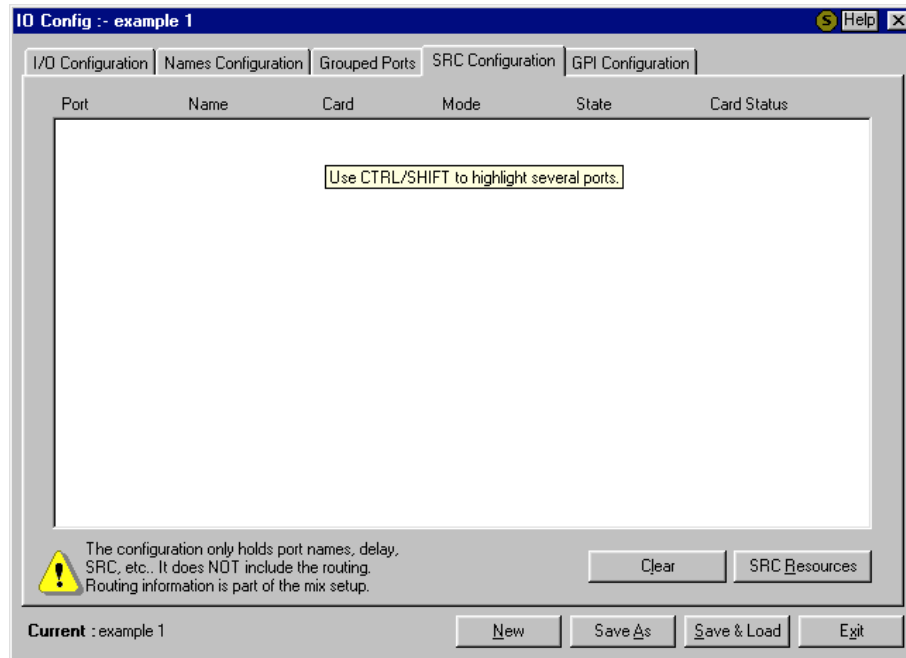 IO Config :- example 1
S Help X
I/O Configuration Names Configuration Grouped Ports SRC Configuration GPI Configuration
Port Name Card Mode State Card Status
Use CTRL/SHIFT to highlight several ports.
The configuration only holds port names, delay,
SRC, etc.. It does NOT include the routing.
Routing information is part of the mix setup.
Clear SRC Resources
Current : example 1 New Save As Save & Load Exit